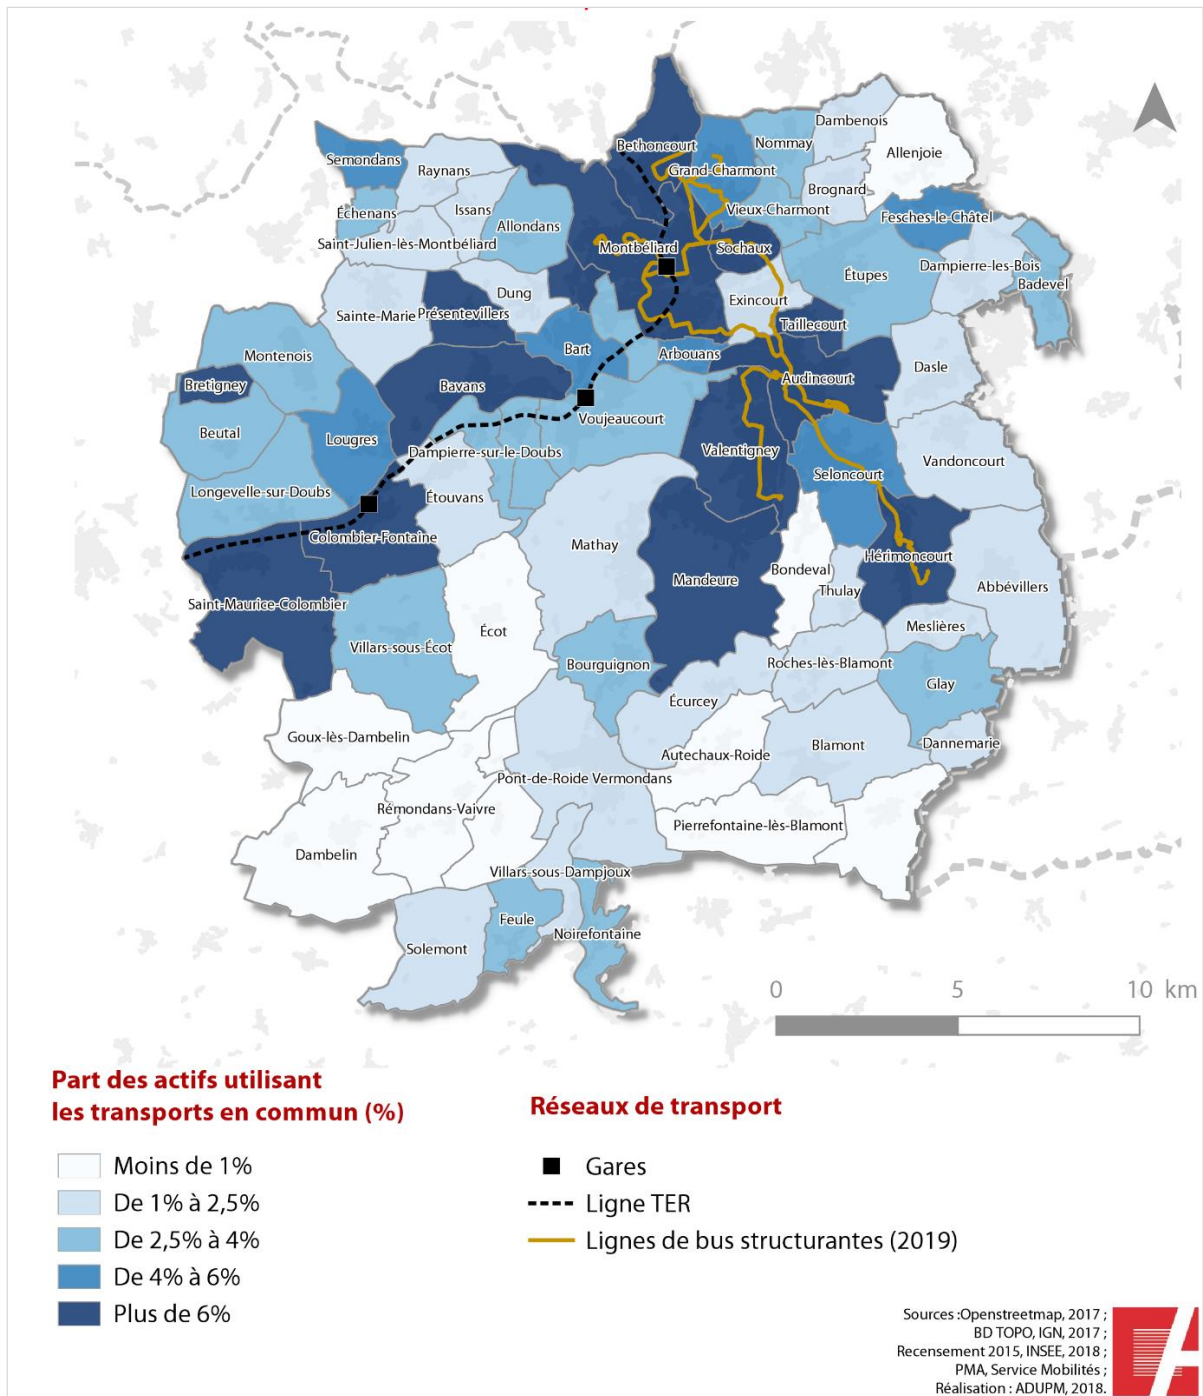 Bethoncourt
Dambenois
Nommay
Allenjoie
Semondans
Raynans
Grand-Charmont
Brognard
Issans
Vieux-Charmont
Fesches-le-Châtel
Échenans
Allondans
Saint-Julien-lès-Montbéliard
Montbéliard
Sochaux
Dampierre-les-Bois
Étupes
Badevel
Dung
Exincourt
Sainte-Marie
Présentevillers
Taillecourt
Montenois
Bart
Arbouans
Dasle
Bretigney
Bavans
Audincourt
Voujeaucourt
Beutal
Lougres
Dampierre-sur-le-Doubs
Valentigney
Vandoncourt
Seloncourt
Longevelle-sur-Doubs
Étouvans
Colombier-Fontaine
Mathay
Hérimoncourt
Mandeure
Bondeval
Thulay
Abbévillers
Saint-Maurice-Colombier
Écot
Meslières
Villars-sous-Écot
Bourguignon
Roches-lès-Blamont
Glay
Écurcey
Goux-lès-Dambelin
Blamont
Dannemarie
Autechaux-Roide
Pont-de-Roide Vermondans
Rémondans-Vaivre
Pierrefontaine-lès-Blamont
Dambelin
Villars-sous-Dampjoux
Feule
Noirefontaine
Solemont
0 5 10 km
Part des actifs utilisant
les transports en commun (%)
Moins de 1%
De 1% à 2,5%
De 2,5% à 4%
De 4% à 6%
Plus de 6%
Réseaux de transport
Gares
Ligne TER
Lignes de bus structurantes (2019)
Sources :Openstreetmap, 2017 ;
BD TOPO, IGN, 2017 ;
Recensement 2015, INSEE, 2018 ;
PMA, Service Mobilités ;
Réalisation : ADUPM, 2018.